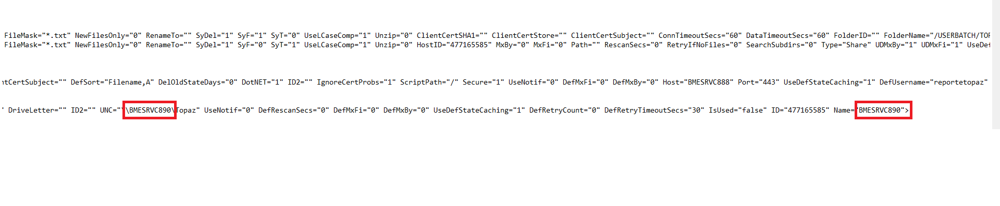 FileMask="*.txt" NewFilesOnly="0" RenameTo="" SyDel="1" SyF="1" SyT="0" UseLCaseComp="1" Unzip="0" ClientCertSHA1="" ClientCertStore="" ClientCertSubject="" ConnTimeoutSecs="60" DataTimeoutSecs="60" FolderID="" FolderName="/USERBATCH/TOP
FileMask="*.txt" NewFilesOnly="0" RenameTo="" SyDel="1" SyF="0" SyT="1" UseLCaseComp="1" Unzip="0" HostID="477165585" MxBy="0" MxFi="0" Path="" RescanSecs="0" RetryIfNoFiles="0" SearchSubdirs="0" Type="Share" UDMxBy="1" UDMxFi="1" UseDef
ntCertSubject="" DefSort="Filename,A" DelOldStateDays="0" DotNET="1" ID2="" IgnoreCertProbs="1" ScriptPath="/" Secure="1" UseNotif="0" DefMxFi="0" DefMxBy="0" Host="BMESRVC888" Port="443" UseDefStateCaching="1" DefUsername="reportetopaz"
" DriveLetter="" ID2="" UNC="\\BMESRVC890\Topaz" UseNotif="0" DefRescanSecs="0" DefMxFi="0" DefMxBy="0" UseDefStateCaching="1" DefRetryCount="0" DefRetryTimeoutSecs="30" IsUsed="false" ID="477165585" Name="BMESRVC890">